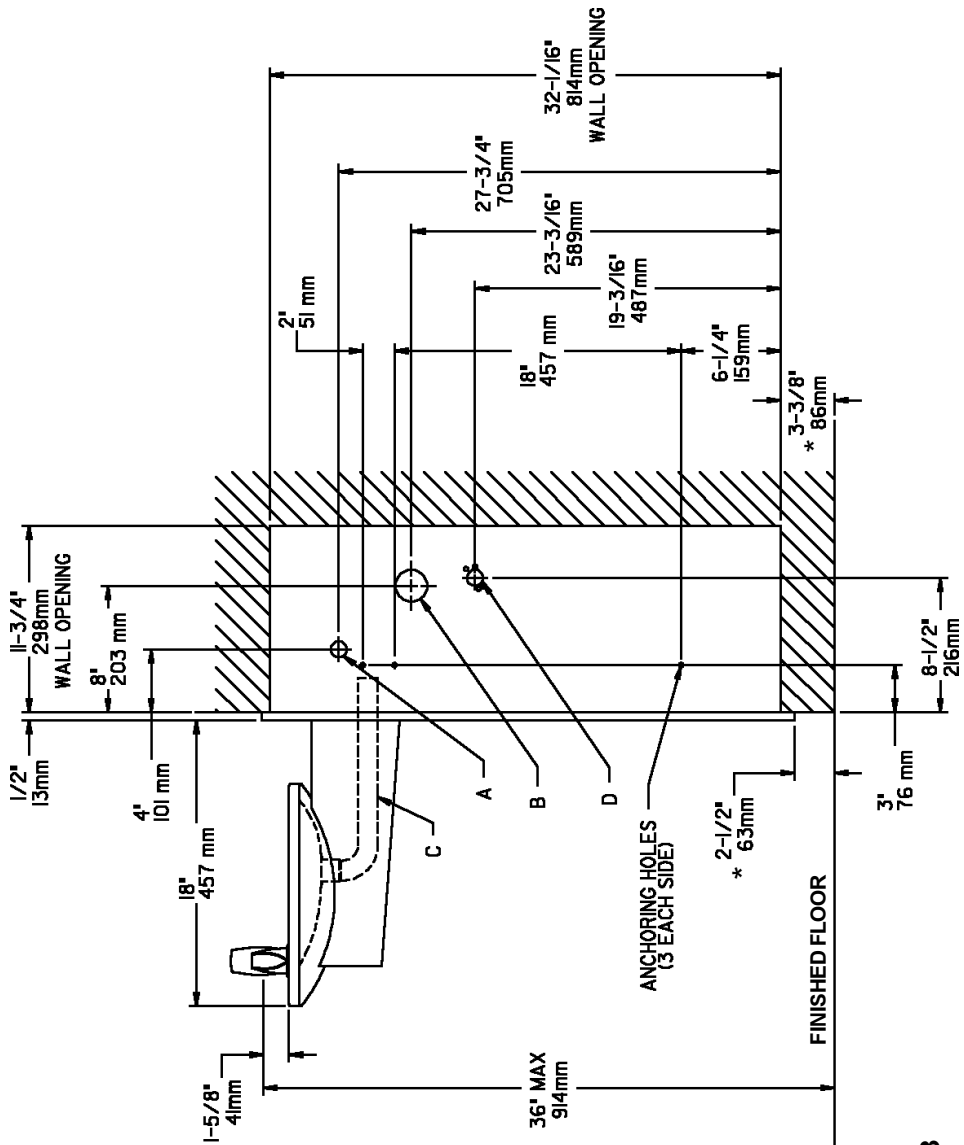 11-3/4"
298mm
WALL OPENING
1/2"
13mm
8"
203 mm
4"
101 mm
18"
457 mm
1-5/8"
41mm
36" MAX
914mm
32-1/16"
814mm
WALL OPENING
27-3/4"
705mm
23-3/16"
589mm
19-3/16"
487mm
2"
51 mm
18"
457 mm
6-1/4"
159mm
3-3/8"
* 86mm
A
B
C
D
ANCHORING HOLES
(3 EACH SIDE)
2-1/2"
* 63mm
3"
76 mm
8-1/2"
216mm
FINISHED FLOOR